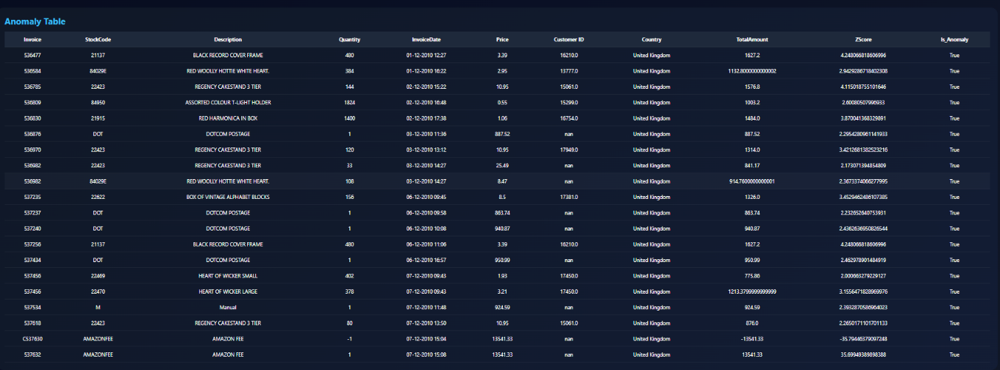 Anomaly Table
Invoice StockCode Description Quantity InvoiceDate Price Customer ID Country TotalAmount ZScore Is_Anomaly
536477 21137 BLACK RECORD COVER FRAME 480 01-12-2010 12:27 3.39 16210.0 United Kingdom 1627.2 4.248066818606996 True
536584 84029E RED WOOLLY HOTTIE WHITE HEART. 384 01-12-2010 16:22 2.95 13777.0 United Kingdom 1132.8000000000002 2.9429286718402308 True
536785 22423 REGENCY CAKESTAND 3 TIER 144 02-12-2010 15:22 10.95 15061.0 United Kingdom 1576.8 4.115018755101646 True
536809 84950 ASSORTED COLOUR T-LIGHT HOLDER 1824 02-12-2010 16:48 0.55 15299.0 United Kingdom 1003.2 2.60080507996933 True
536830 21915 RED HARMONICA IN BOX 1400 02-12-2010 17:38 1.06 16754.0 United Kingdom 1484.0 3.870041368329891 True
536876 DOT DOTCOM POSTAGE 1 03-12-2010 11:36 887.52 nan United Kingdom 887.52 2.2954280961141933 True
536970 22423 REGENCY CAKESTAND 3 TIER 120 03-12-2010 13:12 10.95 17949.0 United Kingdom 1314.0 3.4212681382523216 True
536982 22423 REGENCY CAKESTAND 3 TIER 33 03-12-2010 14:27 25.49 nan United Kingdom 841.17 2.173071394854809 True
536982 84029E RED WOOLLY HOTTIE WHITE HEART. 108 03-12-2010 14:27 8.47 nan United Kingdom 914.7600000000001 2.3673374066277995 True
537235 22622 BOX OF VINTAGE ALPHABET BLOCKS 156 06-12-2010 09:45 8.5 17381.0 United Kingdom 1326.0 3.4529462486107385 True
537237 DOT DOTCOM POSTAGE 1 06-12-2010 09:58 863.74 nan United Kingdom 863.74 2.232652640753931 True
537240 DOT DOTCOM POSTAGE 1 06-12-2010 10:08 940.87 nan United Kingdom 940.87 2.4362636950826544 True
537256 21137 BLACK RECORD COVER FRAME 480 06-12-2010 11:06 3.39 16210.0 United Kingdom 1627.2 4.248066818606996 True
537434 DOT DOTCOM POSTAGE 1 06-12-2010 16:57 950.99 nan United Kingdom 950.99 2.462978901484919 True
537456 22469 HEART OF WICKER SMALL 402 07-12-2010 09:43 1.93 17450.0 United Kingdom 775.86 2.000663279229127 True
537456 22470 HEART OF WICKER LARGE 378 07-12-2010 09:43 3.21 17450.0 United Kingdom 1213.3799999999999 3.1556471828969976 True
537534 M Manual 1 07-12-2010 11:48 924.59 nan United Kingdom 924.59 2.3932870586964023 True
537618 22423 REGENCY CAKESTAND 3 TIER 80 07-12-2010 13:50 10.95 15061.0 United Kingdom 876.0 2.2650171101701133 True
C537630 AMAZONFEE AMAZON FEE -1 07-12-2010 15:04 13541.33 nan United Kingdom -13541.33 -35.79446379097248 True
537632 AMAZONFEE AMAZON FEE 1 07-12-2010 15:08 13541.33 nan United Kingdom 13541.33 35.69949389898388 True